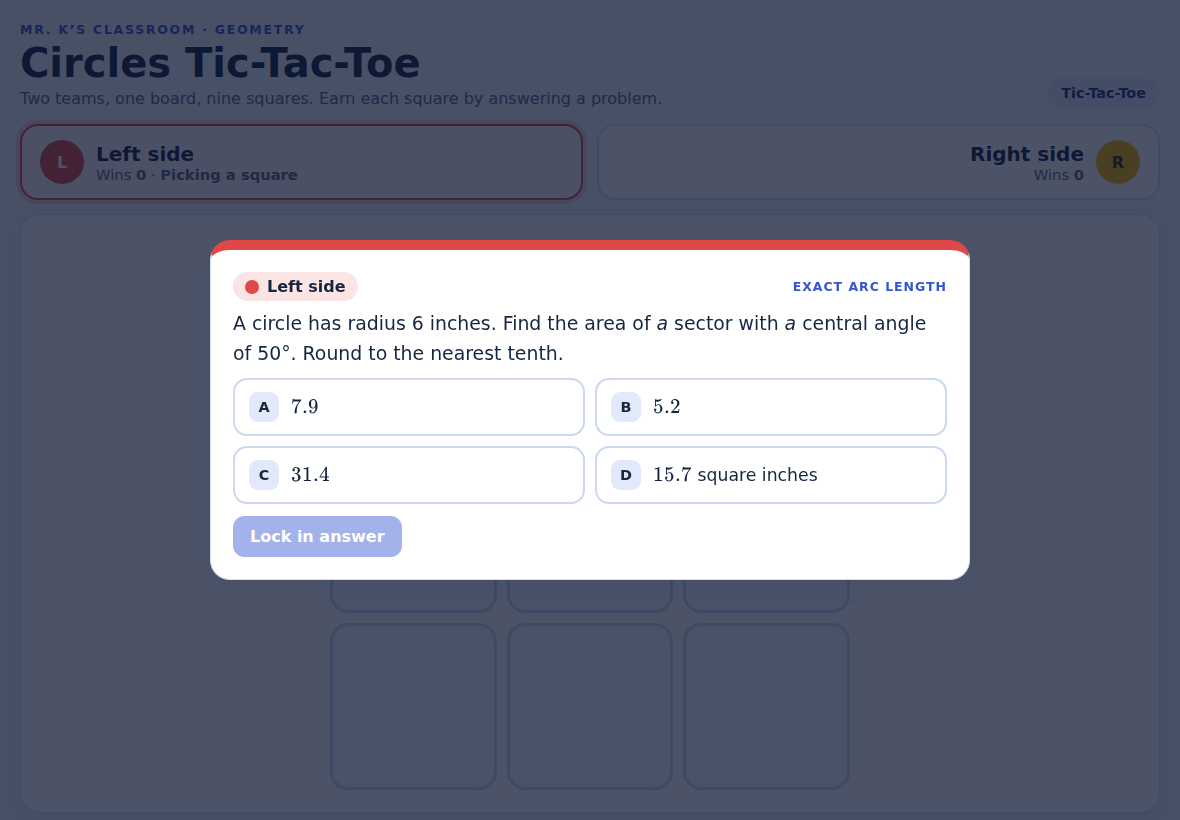 MR. K'S CLASSROOM · GEOMETRY
Circles Tic-Tac-Toe
Two teams, one board, nine squares. Earn each square by answering a problem.
Tic-Tac-Toe
L
Left side
Wins 0 · Picking a square
Right side
Wins 0
R
Left side
EXACT ARC LENGTH
A circle has radius 6 inches. Find the area of a sector with a central angle
of 50°. Round to the nearest tenth.
A 7.9
B 5.2
C 31.4
D 15.7 square inches
Lock in answer